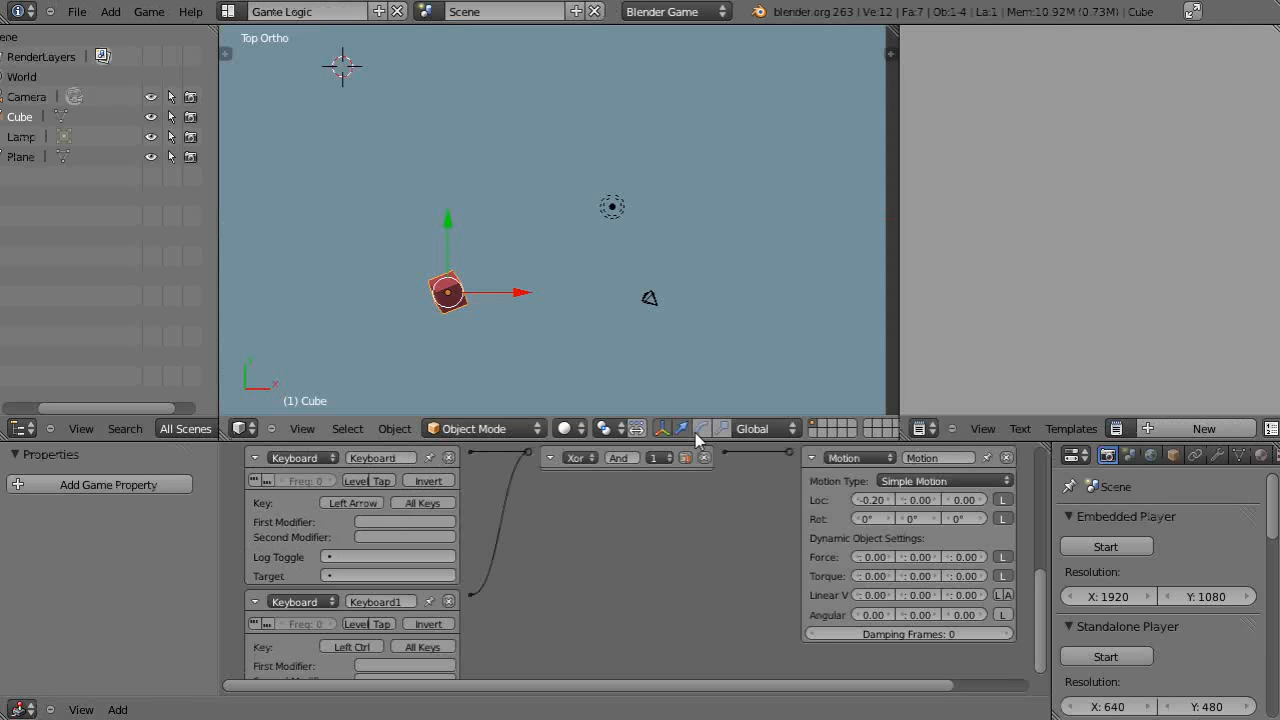 File Add Game Help Game Logic Scene Blender Game blender.org 263 | Ve:12 | Fa:7 | Ob:1-4 | La:1 | Mem:10.92M (0.73M) | Cube
ene
RenderLayers |
World
Camera |
Cube |
Lamp |
Plane |
Top Ortho
y
x
(1) Cube
View Search All Scenes
View Select Object Object Mode Global
View Text Templates New
Properties
Add Game Property
Keyboard Keyboard
Freq: 0 Level Tap Invert
Key: Left Arrow All Keys
First Modifier:
Second Modifier:
Log Toggle
Target
Keyboard Keyboard1
Freq: 0 Level Tap Invert
Key: Left Ctrl All Keys
First Modifier:
Xor And 1
Motion Motion
Motion Type: Simple Motion
Loc: -0.20 0.00 0.00 L
Rot: 0° 0° 0° L
Dynamic Object Settings:
Force: 0.00 0.00 0.00 L
Torque: 0.00 0.00 0.00 L
Linear V 0.00 0.00 0.00 L A
Angular 0.00 0.00 0.00 L
Damping Frames: 0
Scene
Embedded Player
Start
Resolution:
X: 1920 Y: 1080
Standalone Player
Start
Resolution:
X: 640 Y: 480
View Add